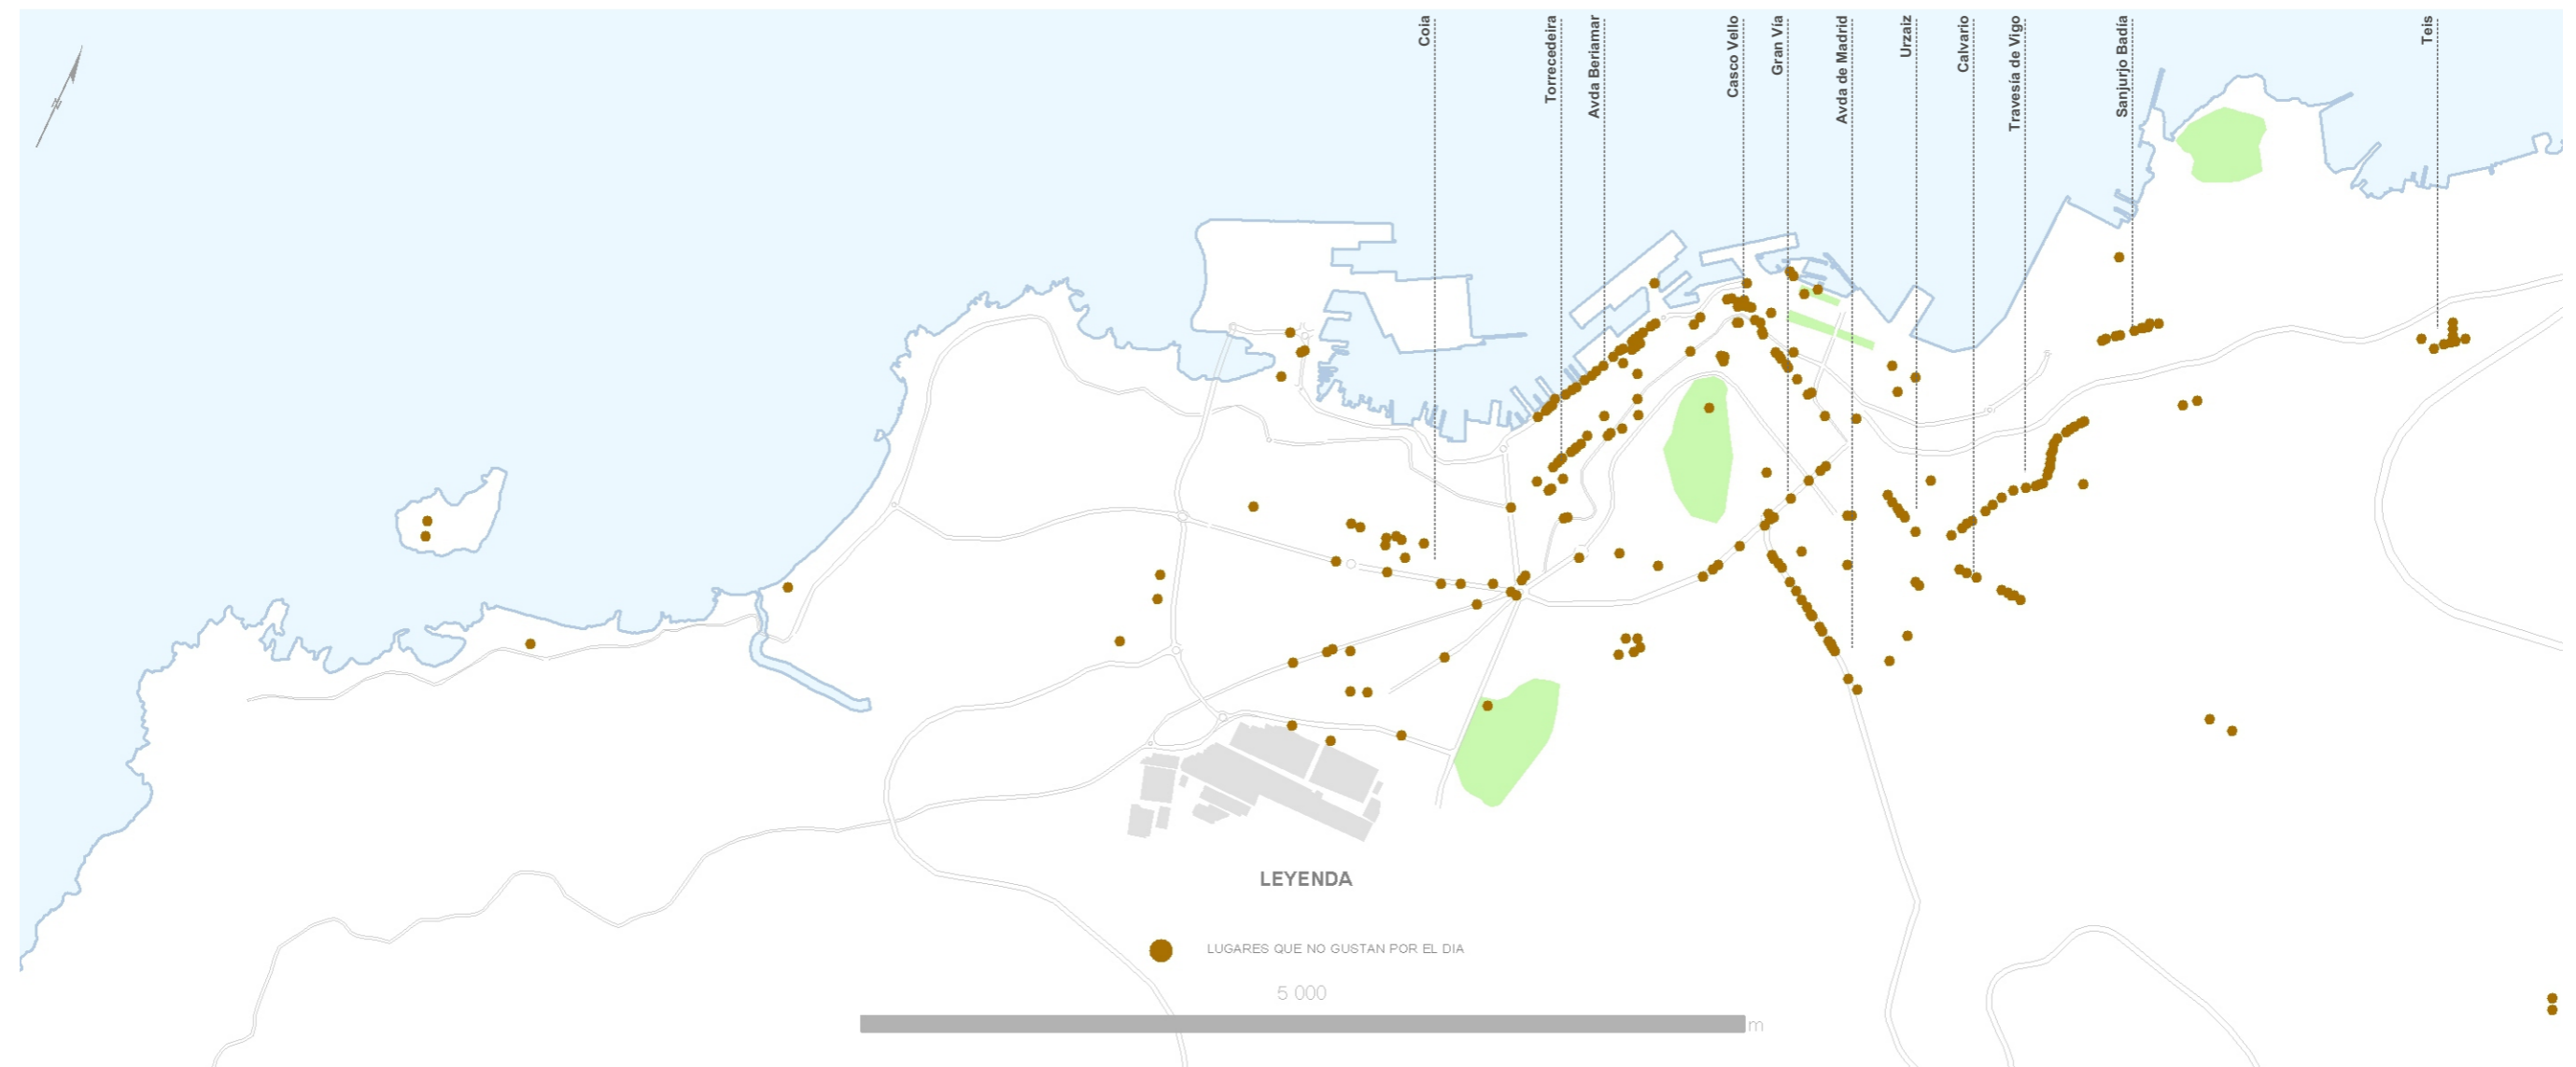 Coia
Torrecedeira
Avda Beriamar
Casco Vello
Gran Vía
Avda de Madrid
Urzaiz
Calvario
Travesía de Vigo
Sanjurjo Badía
Teis
N
LEYENDA
LUGARES QUE NO GUSTAN POR EL DIA
5 000
m